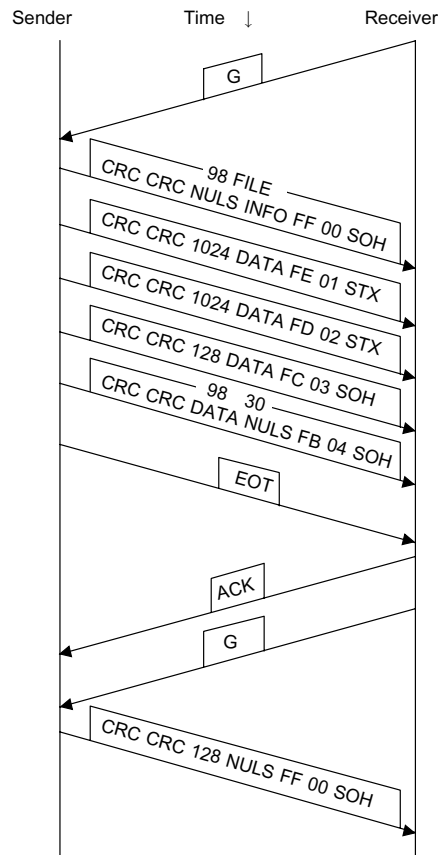 Sender Time ↓ Receiver
G
98 FILE
CRC CRC NULS INFO FF 00 SOH
CRC CRC 1024 DATA FE 01 STX
CRC CRC 1024 DATA FD 02 STX
CRC CRC 128 DATA FC 03 SOH
98 30
CRC CRC DATA NULS FB 04 SOH
EOT
ACK
G
CRC CRC 128 NULS FF 00 SOH